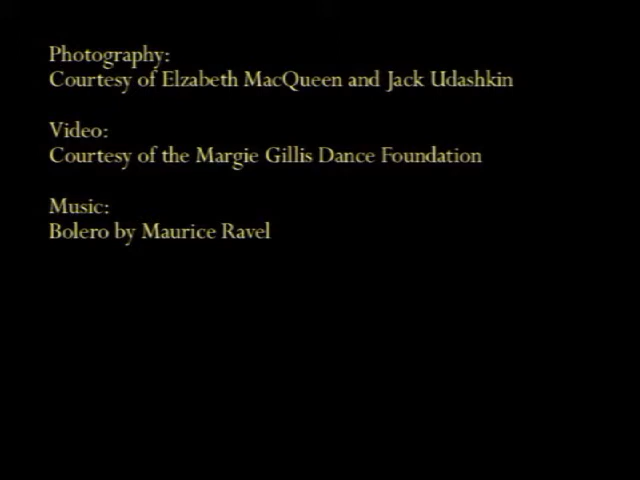 Photography:
Courtesy of Elzabeth MacQueen and Jack Udashkin
Video:
Courtesy of the Margie Gillis Dance Foundation
Music:
Bolero by Maurice Ravel